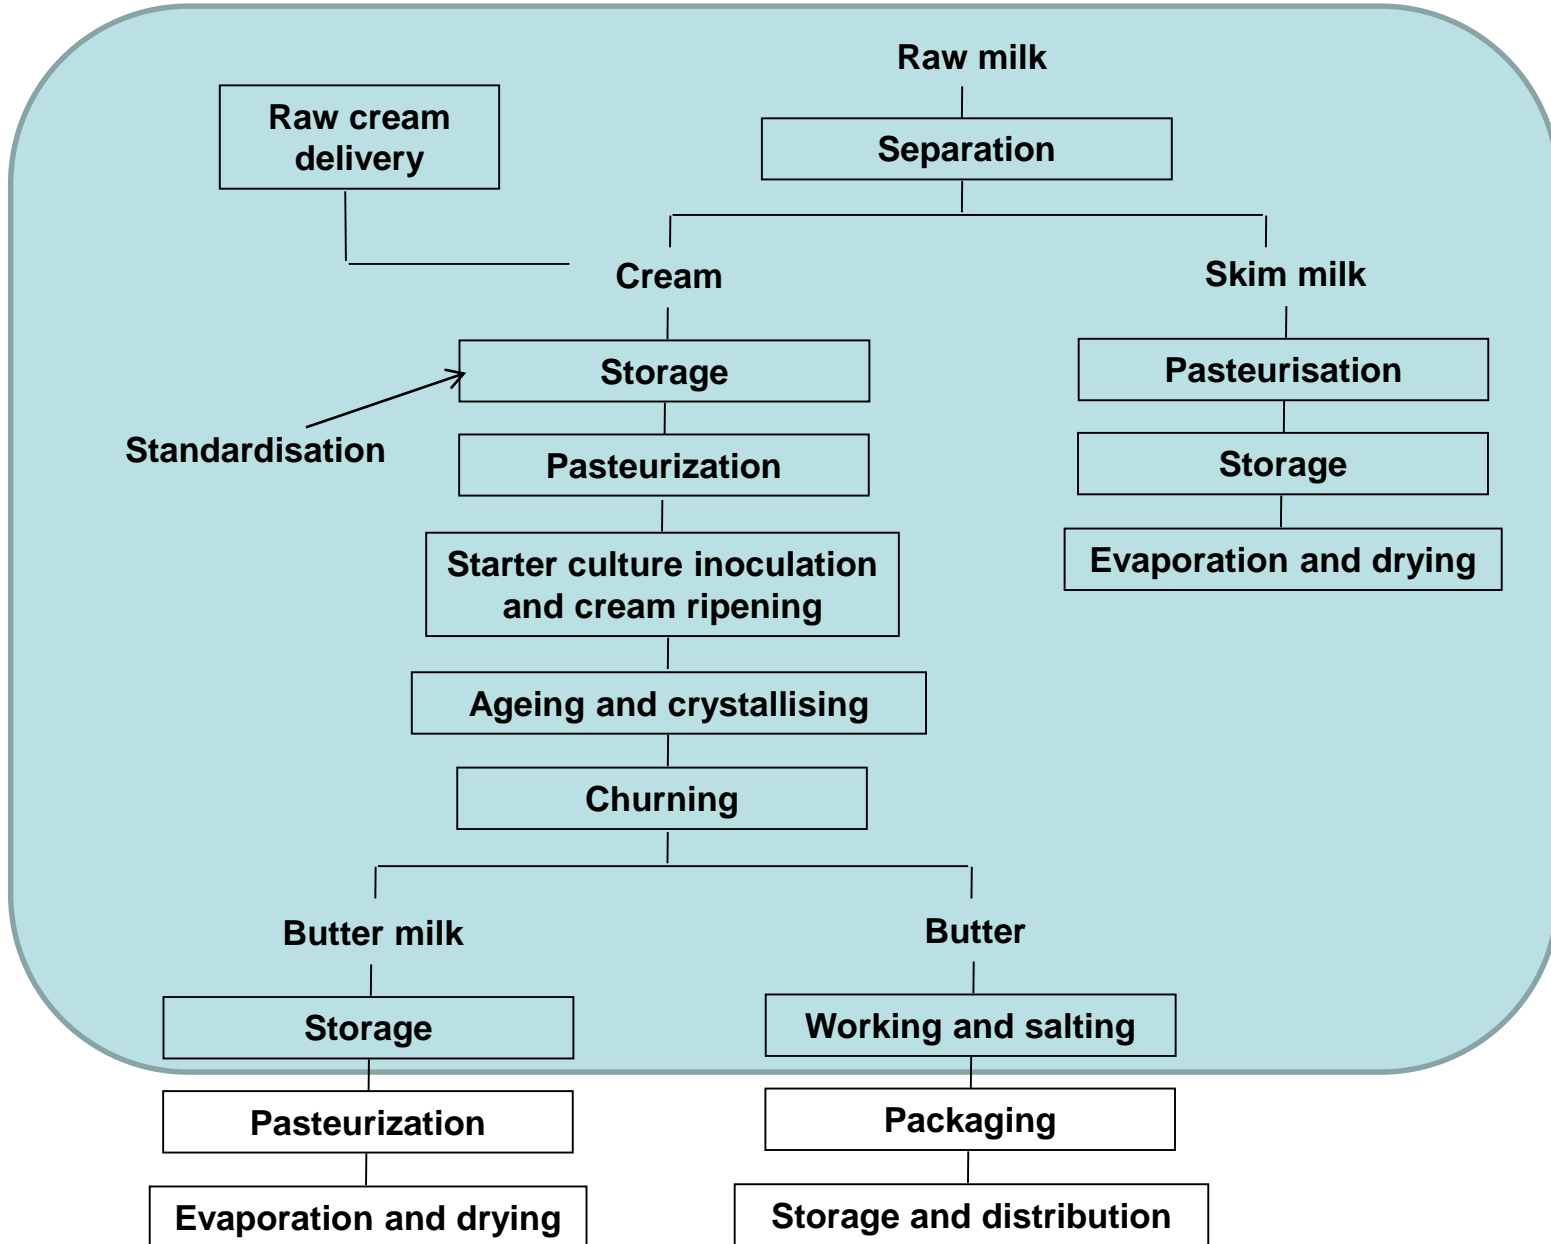 Raw milk
Raw cream
delivery
Separation
Cream
Skim milk
Storage
Pasteurisation
Standardisation
Pasteurization
Storage
Starter culture inoculation
and cream ripening
Evaporation and drying
Ageing and crystallising
Churning
Butter milk
Butter
Storage
Working and salting
Pasteurization
Packaging
Evaporation and drying
Storage and distribution